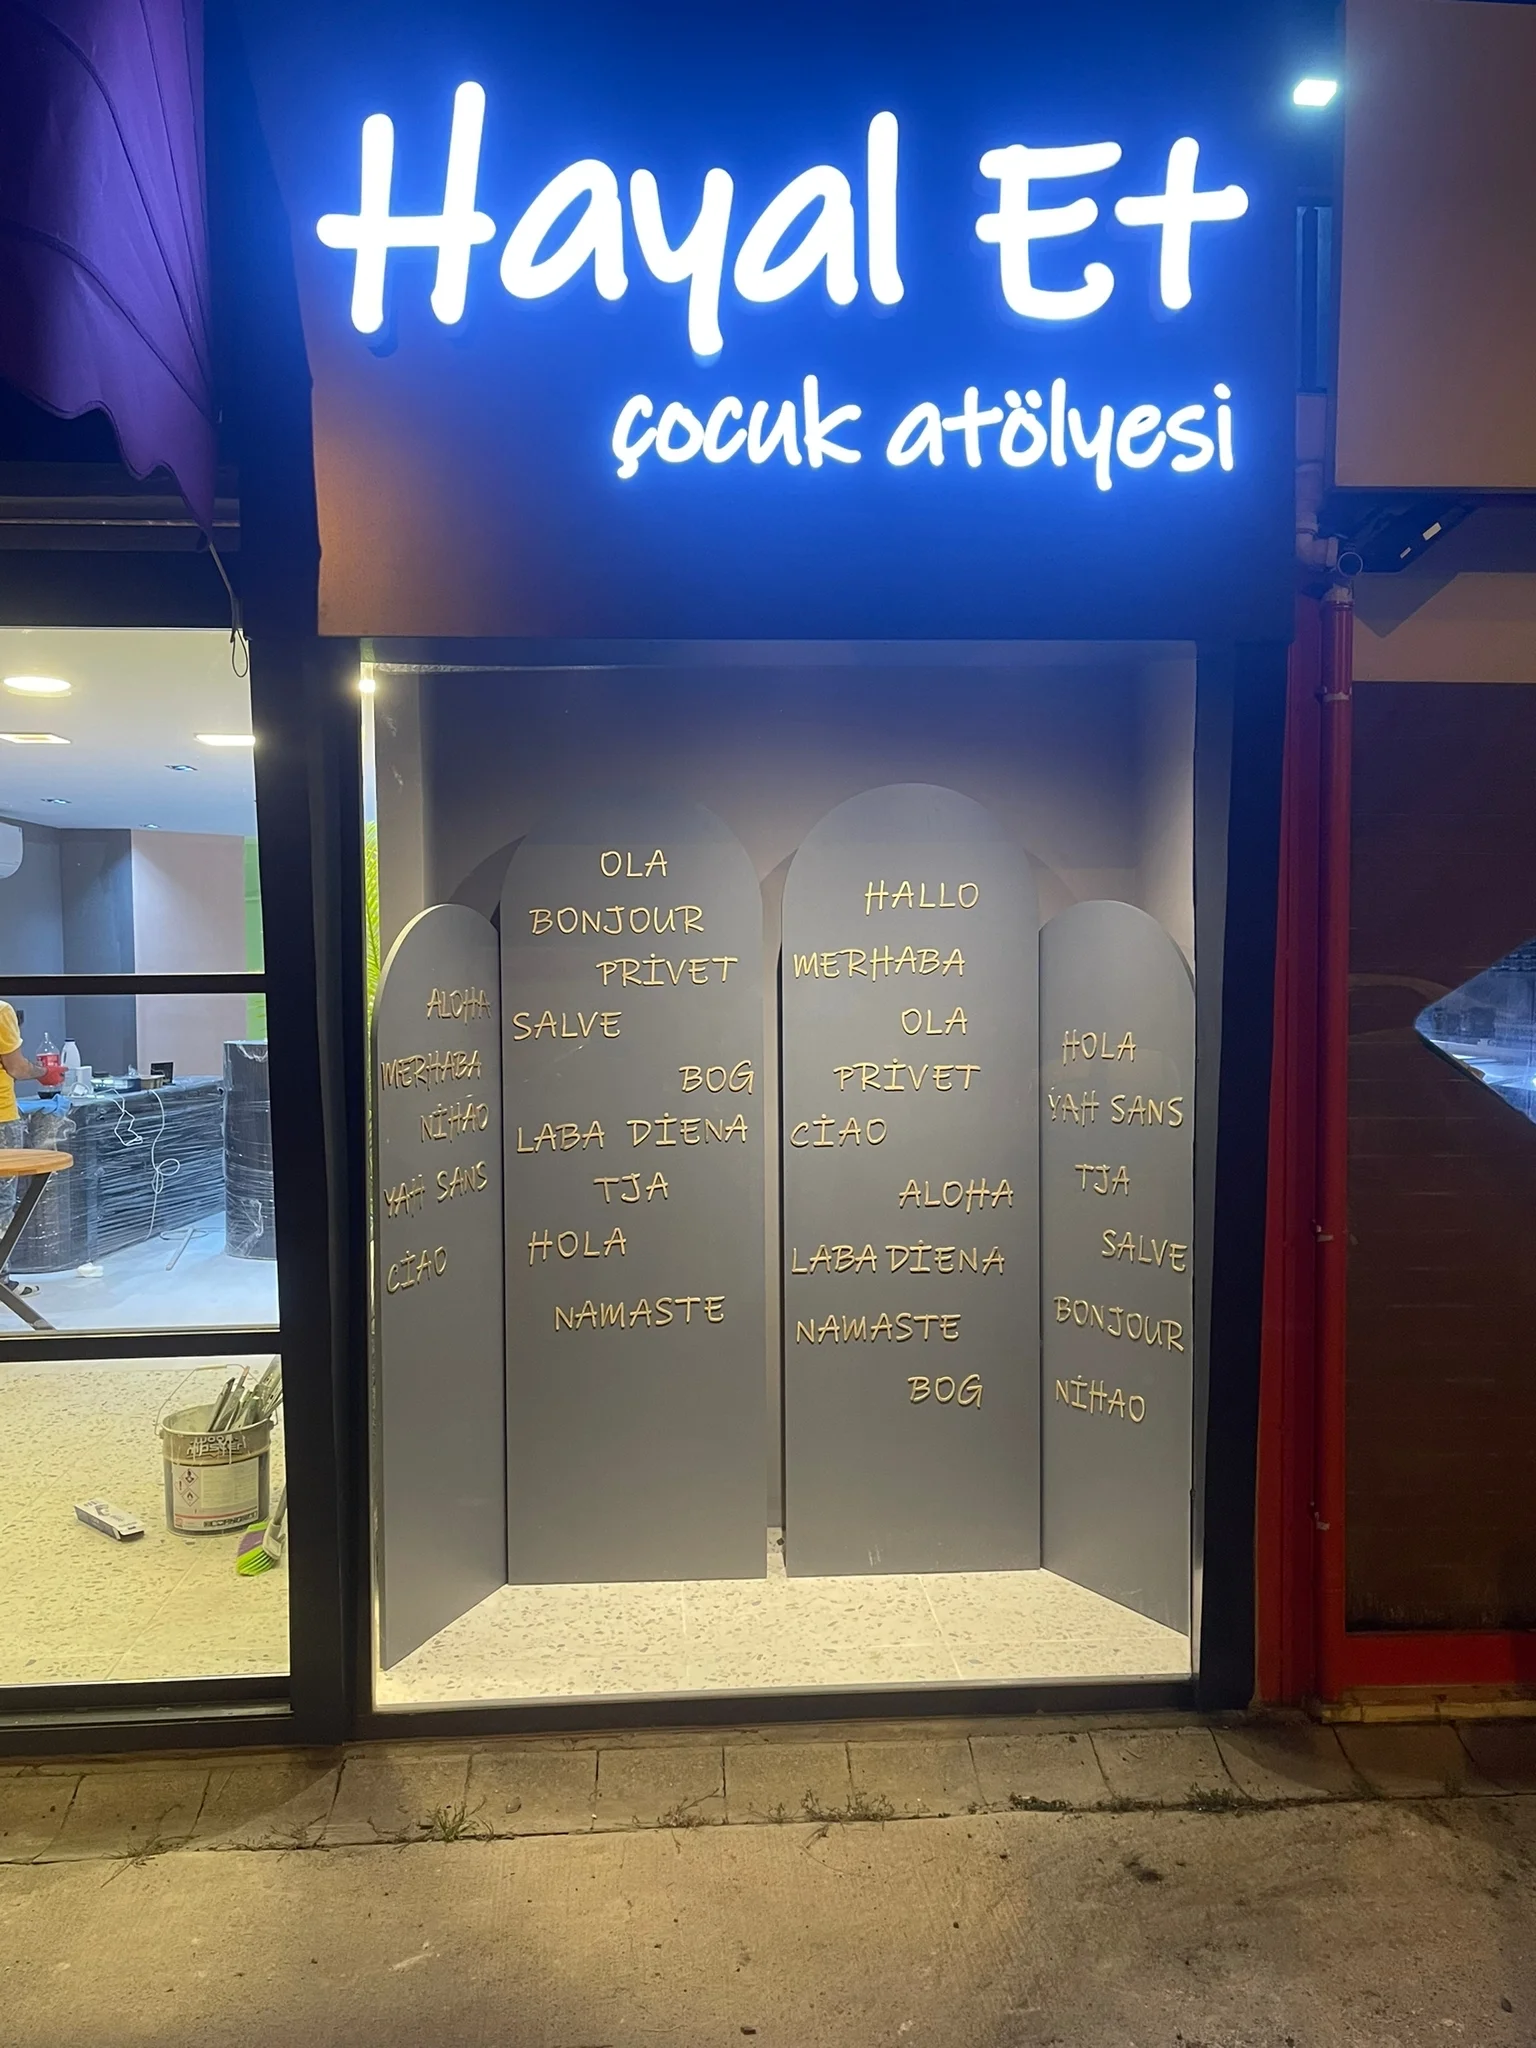 Hayal Et
çocuk atölyesi
ALOHA
MERHABA
NİHAO
YAH SANS
CİAO
OLA
BONJOUR
PRİVET
SALVE
BOG
LABA DİENA
TJA
HOLA
NAMASTE
HALLO
MERHABA
OLA
PRİVET
CİAO
ALOHA
LABA DİENA
NAMASTE
BOG
HOLA
YAH SANS
TJA
SALVE
BONJOUR
NİHAO